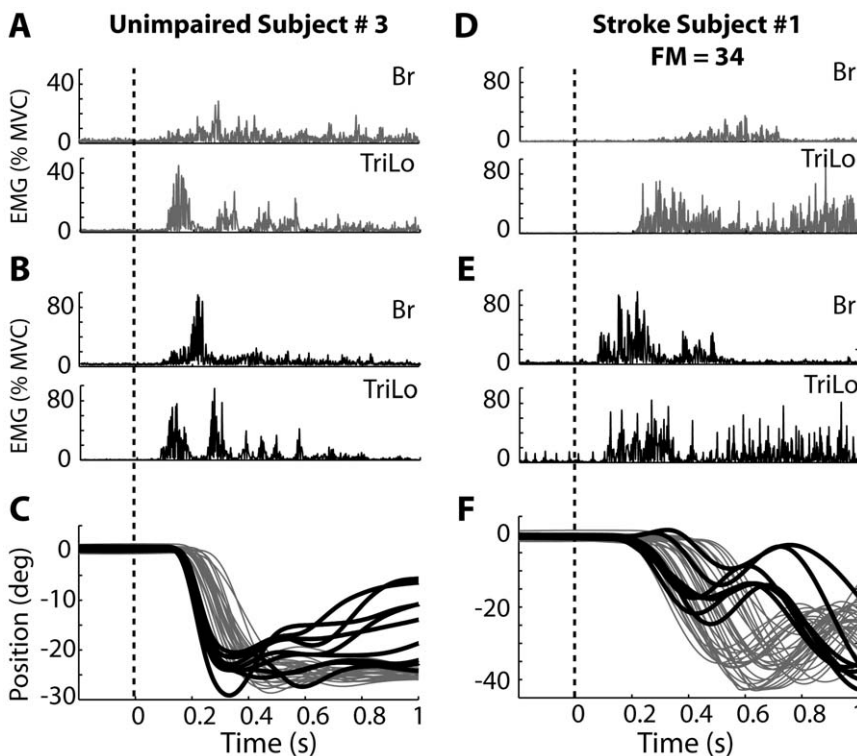 A
Unimpaired Subject # 3
Br
40
0
EMG (% MVC)
TriLo
40
0
B
Br
80
0
EMG (% MVC)
TriLo
80
0
C
Position (deg)
0
-10
-20
-30
0 0.2 0.4 0.6 0.8 1
Time (s)
D
Stroke Subject #1
FM = 34
Br
80
0
TriLo
80
0
E
Br
80
0
TriLo
80
0
F
0
-20
-40
0 0.2 0.4 0.6 0.8 1
Time (s)